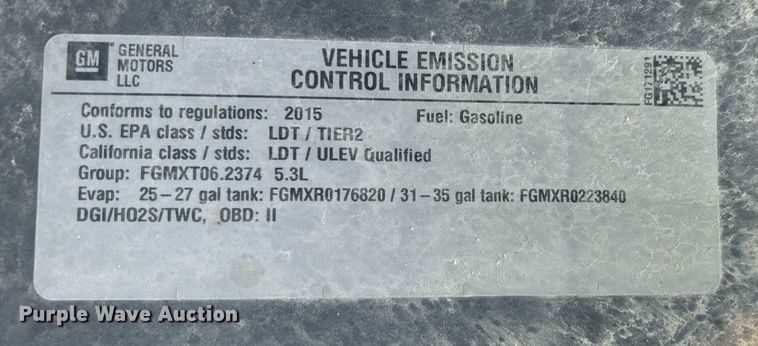 GM
GENERAL
MOTORS
LLC
VEHICLE EMISSION
CONTROL INFORMATION
FG171291
Conforms to regulations: 2015 Fuel: Gasoline
U.S. EPA class / stds: LDT / TIER2
California class / stds: LDT / ULEV Qualified
Group: FGMXT06.2374 5.3L
Evap: 25-27 gal tank: FGMXR0176820 / 31-35 gal tank: FGMXR0223840
DGI/HO2S/TWC, OBD: II
Purple Wave Auction